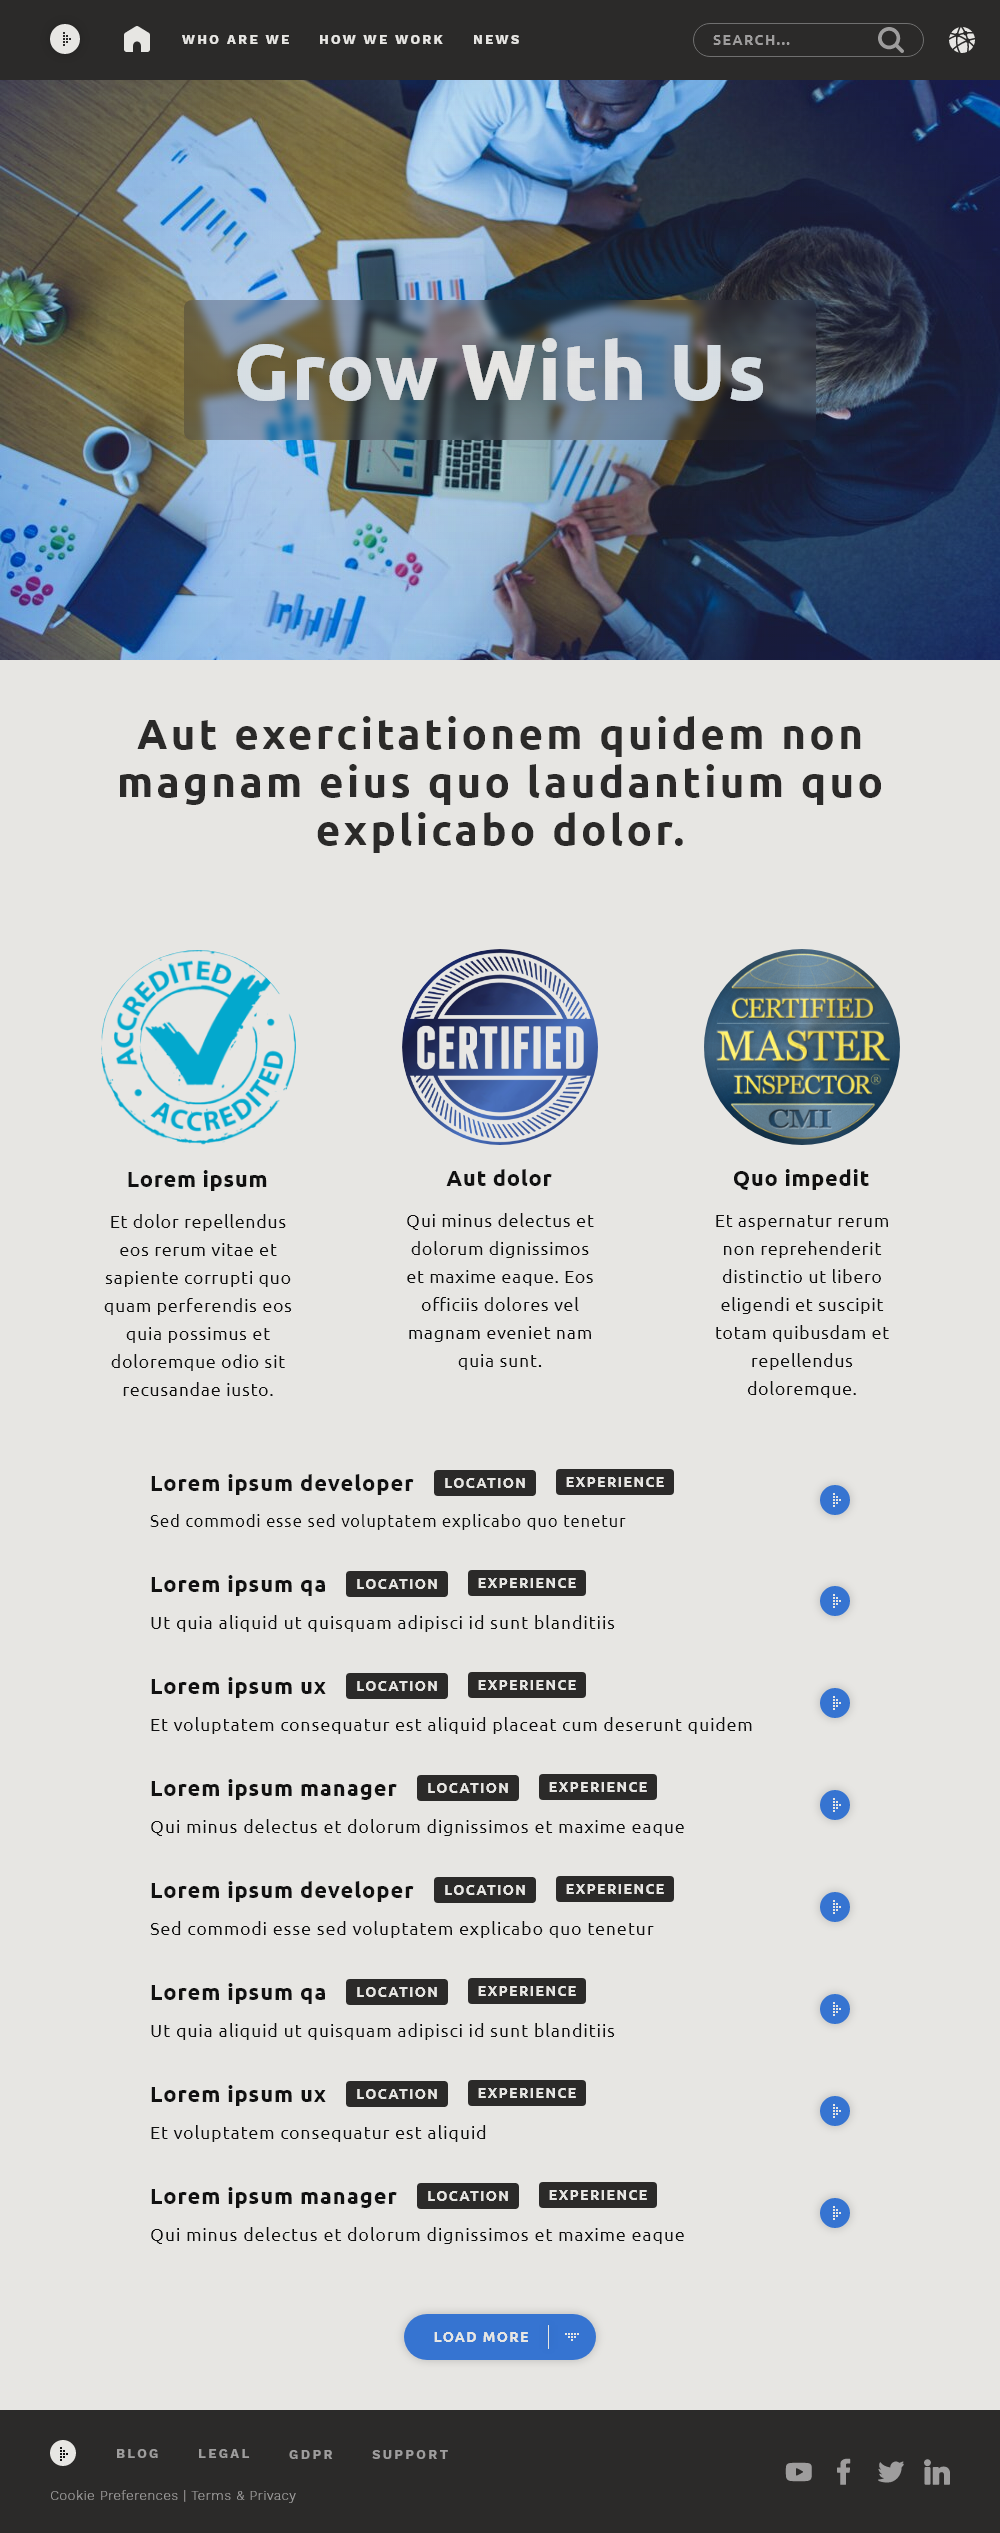 WHO ARE WE
HOW WE WORK
NEWS
SEARCH...
Grow With Us
Aut exercitationem quidem non
magnam eius quo laudantium quo
explicabo dolor.
ACCREDITED
ACCREDITED
CERTIFIED
CERTIFIED
MASTER
INSPECTOR®
CMI
Lorem ipsum
Et dolor repellendus
eos rerum vitae et
sapiente corrupti quo
quam perferendis eos
quia possimus et
doloremque odio sit
recusandae iusto.
Aut dolor
Qui minus delectus et
dolorum dignissimos
et maxime eaque. Eos
officiis dolores vel
magnam eveniet nam
quia sunt.
Quo impedit
Et aspernatur rerum
non reprehenderit
distinctio ut libero
eligendi et suscipit
totam quibusdam et
repellendus
doloremque.
Lorem ipsum developer LOCATION EXPERIENCE
Sed commodi esse sed voluptatem explicabo quo tenetur
Lorem ipsum qa LOCATION EXPERIENCE
Ut quia aliquid ut quisquam adipisci id sunt blanditiis
Lorem ipsum ux LOCATION EXPERIENCE
Et voluptatem consequatur est aliquid placeat cum deserunt quidem
Lorem ipsum manager LOCATION EXPERIENCE
Qui minus delectus et dolorum dignissimos et maxime eaque
Lorem ipsum developer LOCATION EXPERIENCE
Sed commodi esse sed voluptatem explicabo quo tenetur
Lorem ipsum qa LOCATION EXPERIENCE
Ut quia aliquid ut quisquam adipisci id sunt blanditiis
Lorem ipsum ux LOCATION EXPERIENCE
Et voluptatem consequatur est aliquid
Lorem ipsum manager LOCATION EXPERIENCE
Qui minus delectus et dolorum dignissimos et maxime eaque
LOAD MORE
BLOG
LEGAL
GDPR
SUPPORT
Cookie Preferences | Terms & Privacy